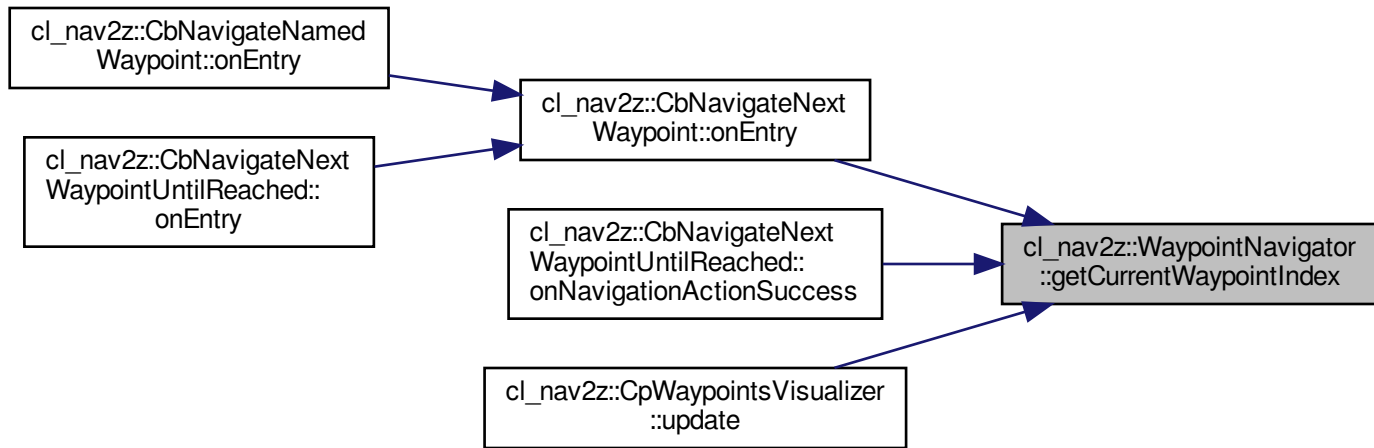 cl_nav2z::CbNavigateNamed
Waypoint::onEntry
cl_nav2z::CbNavigateNext
WaypointUntilReached::
onEntry
cl_nav2z::CbNavigateNext
Waypoint::onEntry
cl_nav2z::CbNavigateNext
WaypointUntilReached::
onNavigationActionSuccess
cl_nav2z::CpWaypointsVisualizer
::update
cl_nav2z::WaypointNavigator
::getCurrentWaypointIndex